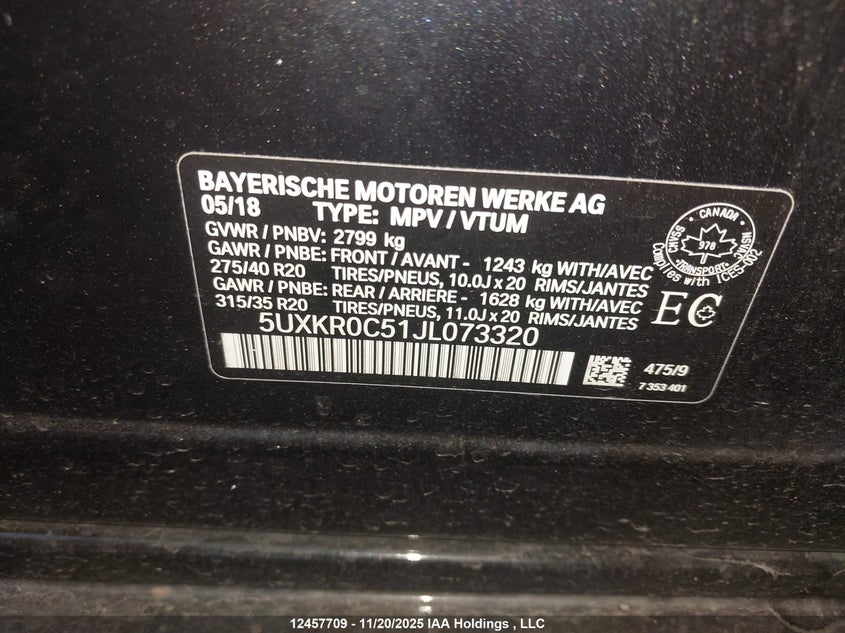 BAYERISCHE MOTOREN WERKE AG
05/18 TYPE: MPV / VTUM
GVWR / PNBV: 2799 kg
GAWR / PNBE: FRONT / AVANT - 1243 kg WITH/AVEC
275/40 R20 TIRES/PNEUS, 10.0J x 20 RIMS/JANTES
GAWR / PNBE: REAR / ARRIERE - 1628 kg WITH/AVEC
315/35 R20 TIRES/PNEUS, 11.0J x 20 RIMS/JANTES
5UXKR0C51JL073320
CANADA
978
TRANSPORT
Complies with ICES-002
EC
475/9
7 353 401
12457709 - 11/20/2025 IAA Holdings , LLC